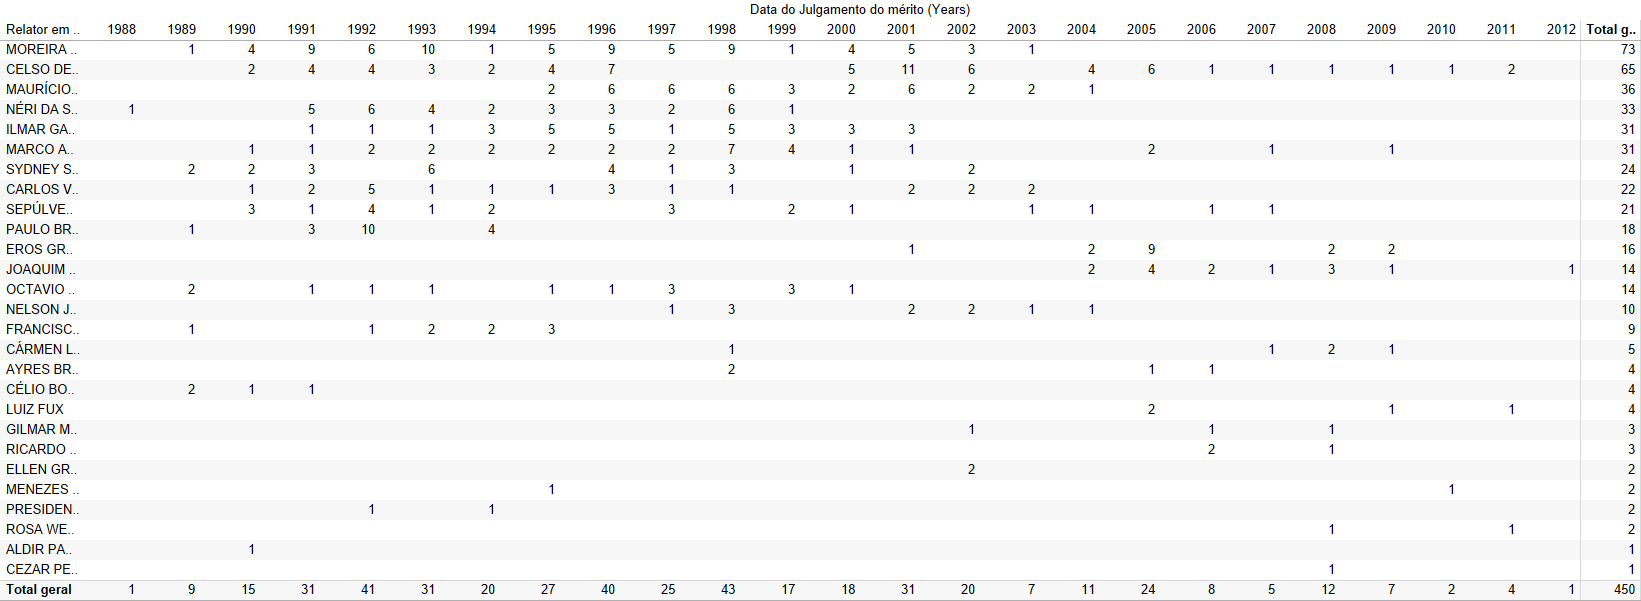 Data do Julgamento do mérito (Years)
Relator em .. 1988 1989 1990 1991 1992 1993 1994 1995 1996 1997 1998 1999 2000 2001 2002 2003 2004 2005 2006 2007 2008 2009 2010 2011 2012 Total g..
MOREIRA .. 1 4 9 6 10 1 5 9 5 9 1 4 5 3 1 73
CELSO DE.. 2 4 4 3 2 4 7 5 11 6 4 6 1 1 1 1 1 2 65
MAURÍCIO.. 2 6 6 6 3 2 6 2 2 1 36
NÉRI DA S.. 1 5 6 4 2 3 3 2 6 1 33
ILMAR GA.. 1 1 1 3 5 5 1 5 3 3 3 31
MARCO A.. 1 1 2 2 2 2 2 2 7 4 1 1 2 1 1 31
SYDNEY S.. 2 2 3 6 4 1 3 1 2 24
CARLOS V.. 1 2 5 1 1 1 3 1 1 2 2 2 22
SEPÚLVE.. 3 1 4 1 2 3 2 1 1 1 1 1 21
PAULO BR.. 1 3 10 4 18
EROS GR.. 1 2 9 2 2 16
JOAQUIM .. 2 4 2 1 3 1 1 14
OCTAVIO .. 2 1 1 1 1 1 3 3 1 14
NELSON J.. 1 3 2 2 1 1 10
FRANCISC.. 1 1 2 2 3 9
CÁRMEN L.. 1 1 2 1 5
AYRES BR.. 2 1 1 4
CÉLIO BO.. 2 1 1 4
LUIZ FUX 2 1 1 4
GILMAR M.. 1 1 1 3
RICARDO .. 2 1 3
ELLEN GR.. 2 2
MENEZES .. 1 1 2
PRESIDEN.. 1 1 2
ROSA WE.. 1 1 2
ALDIR PA.. 1 1
CEZAR PE.. 1 1
Total geral 1 9 15 31 41 31 20 27 40 25 43 17 18 31 20 7 11 24 8 5 12 7 2 4 1 450